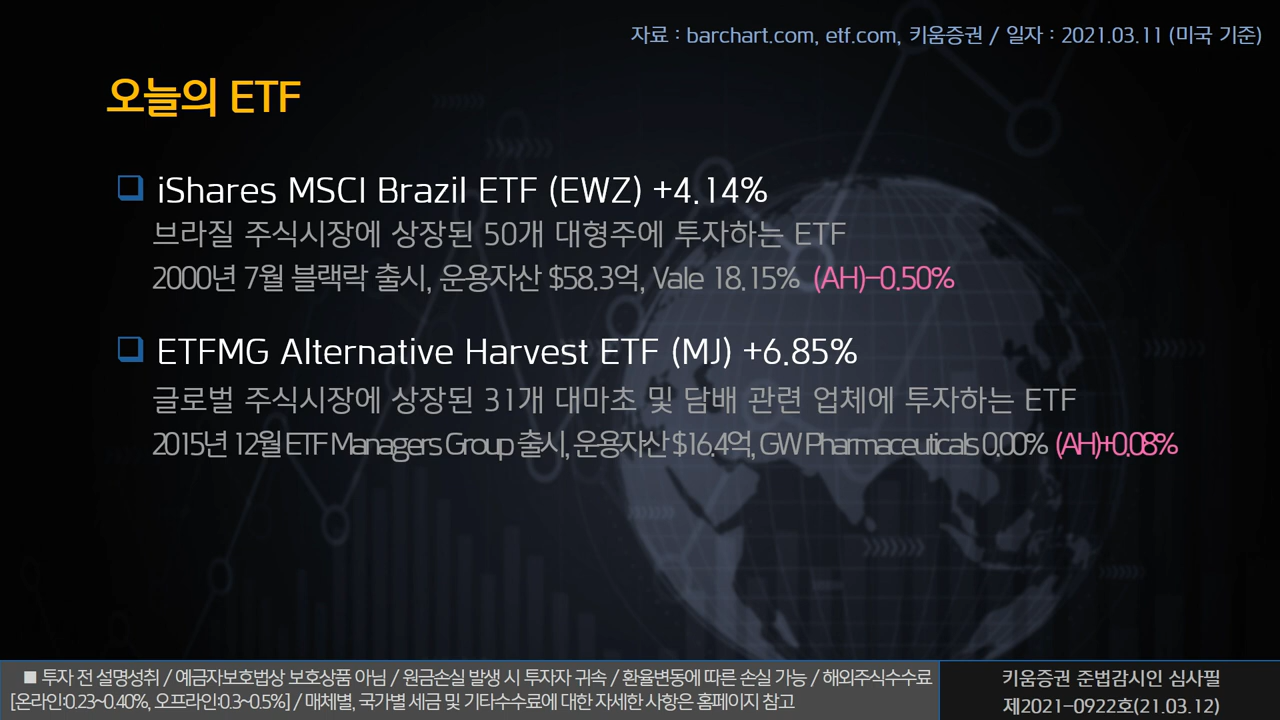 자료 : barchart.com, etf.com, 키움증권 / 일자 : 2021.03.11 (미국 기준)
오늘의 ETF
❑ iShares MSCI Brazil ETF (EWZ) +4.14%
브라질 주식시장에 상장된 50개 대형주에 투자하는 ETF
2000년 7월 블랙락 출시, 운용자산 $58.3억, Vale 18.15% (AH)-0.50%
❑ ETFMG Alternative Harvest ETF (MJ) +6.85%
글로벌 주식시장에 상장된 31개 대마초 및 담배 관련 업체에 투자하는 ETF
2015년 12월 ETF Managers Group 출시, 운용자산 $16.4억, GW Pharmaceuticals 0.00% (AH)+0.08%
■ 투자 전 설명성취 / 예금자보호법상 보호상품 아님 / 원금손실 발생 시 투자자 귀속 / 환율변동에 따른 손실 가능 / 해외주식수수료
[온라인:0.23~0.40%, 오프라인:0.3~0.5%] / 매체별, 국가별 세금 및 기타수수료에 대한 자세한 사항은 홈페이지 참고
키움증권 준법감시인 심사필
제2021-0922호(21.03.12)